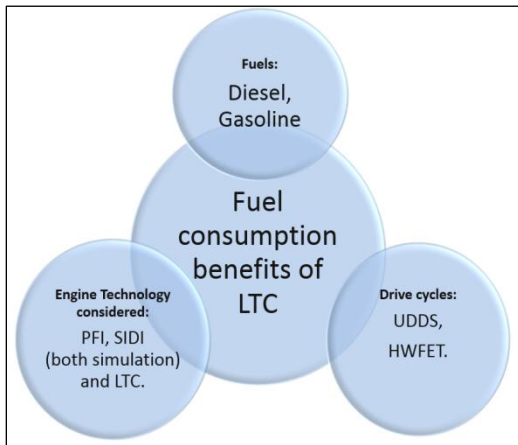 Fuels:
Diesel,
Gasoline
Fuel
consumption
benefits of
LTC
Engine Technology
considered:
PFI, SIDI
(both simulation)
and LTC.
Drive cycles:
UDDS,
HWFET.